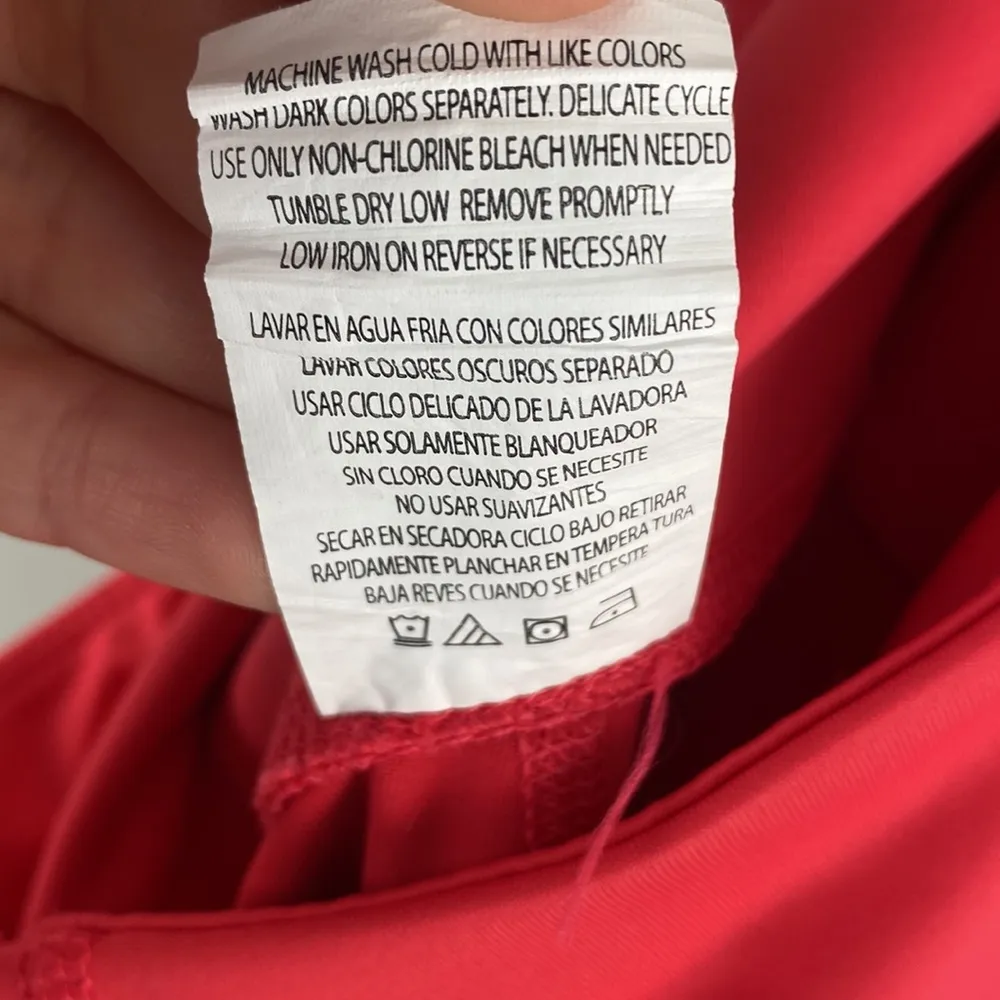 MACHINE WASH COLD WITH LIKE COLORS
WASH DARK COLORS SEPARATELY. DELICATE CYCLE
USE ONLY NON-CHLORINE BLEACH WHEN NEEDED
TUMBLE DRY LOW REMOVE PROMPTLY
LOW IRON ON REVERSE IF NECESSARY
LAVAR EN AGUA FRIA CON COLORES SIMILARES
LAVAR COLORES OSCUROS SEPARADO
USAR CICLO DELICADO DE LA LAVADORA
USAR SOLAMENTE BLANQUEADOR
SIN CLORO CUANDO SE NECESITE
NO USAR SUAVIZANTES
SECAR EN SECADORA CICLO BAJO RETIRAR
RAPIDAMENTE PLANCHAR EN TEMPERA TURA
BAJA REVES CUANDO SE NECESITE